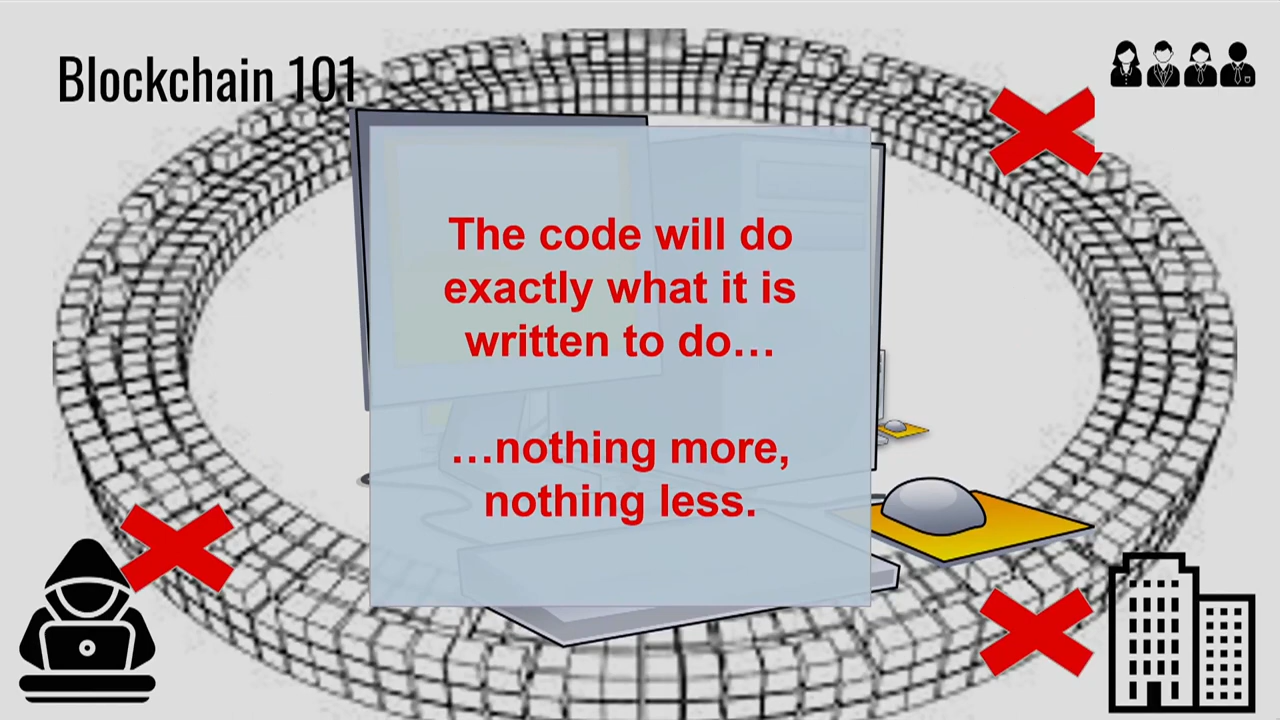 Blockchain 101
The code will do
exactly what it is
written to do…
…nothing more,
nothing less.